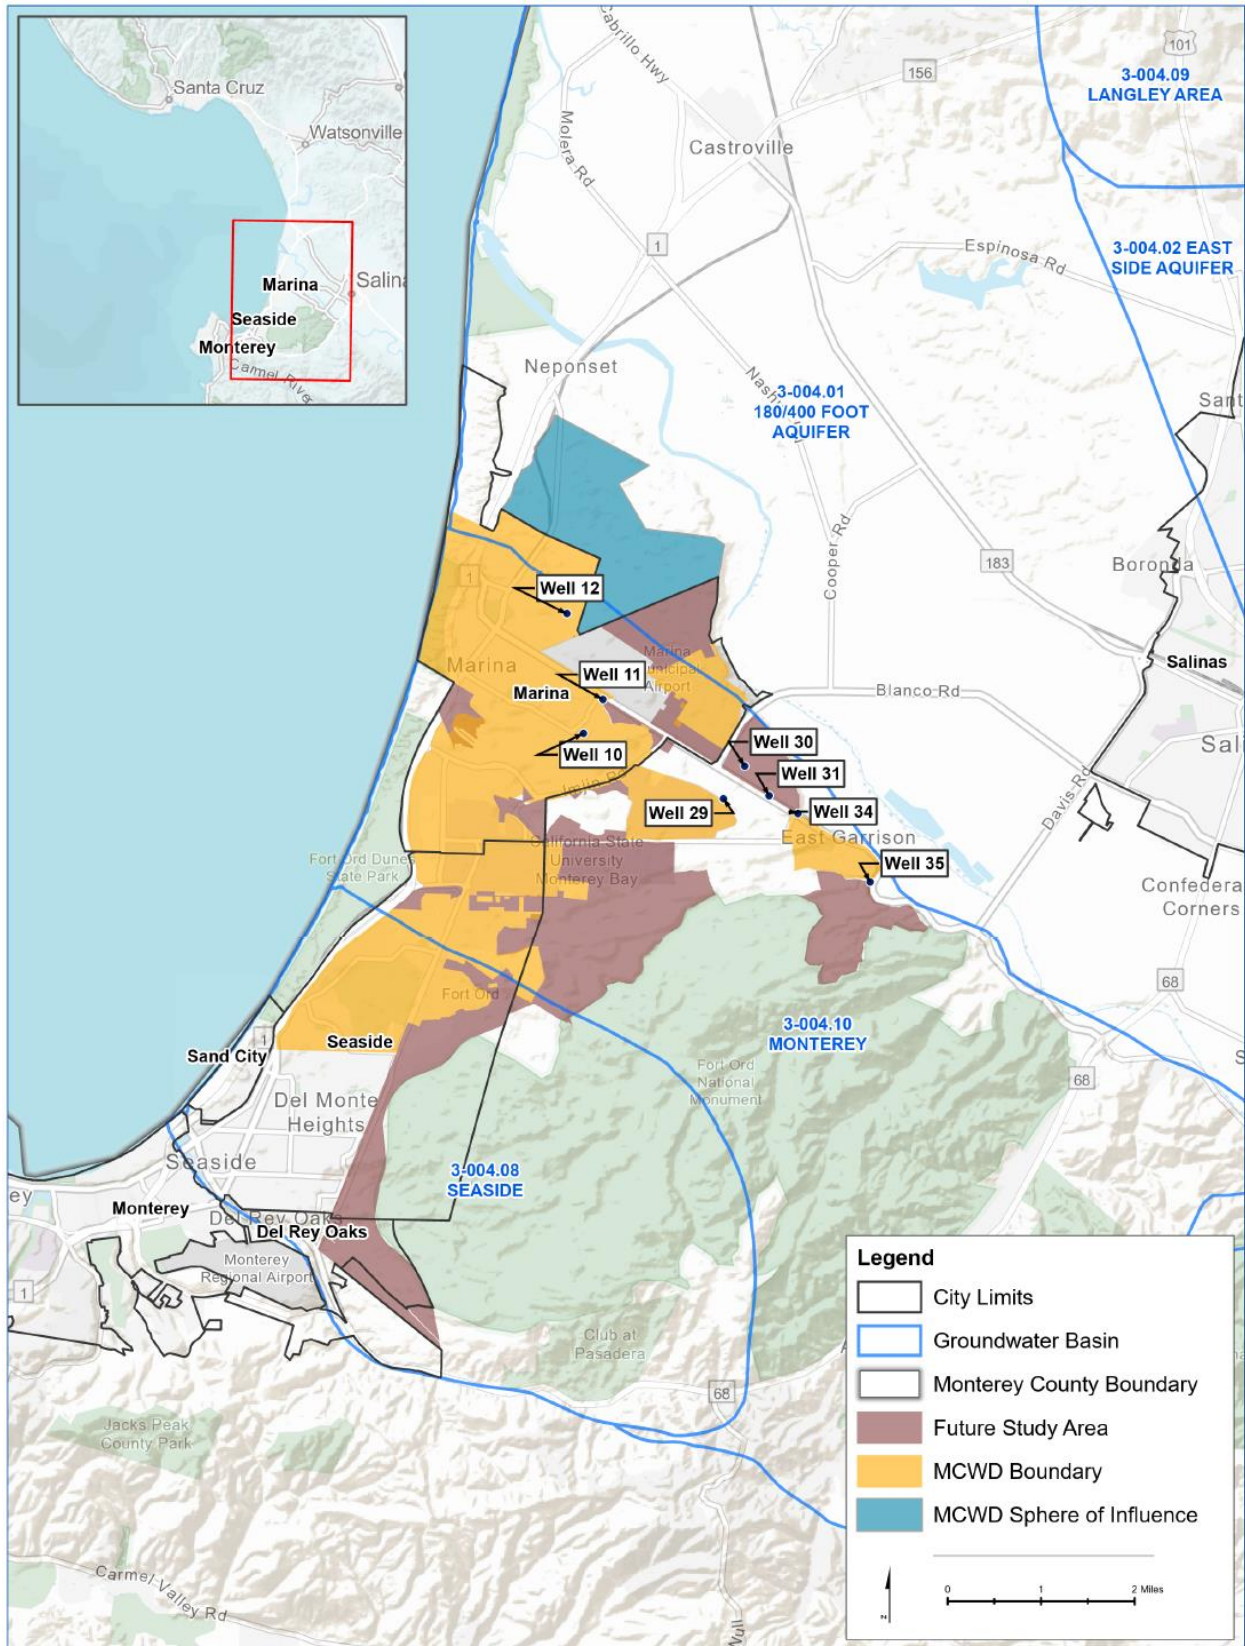 Santa Cruz
Watsonville
Marina
Seaside
Monterey
Carmel River
Cabrillo Hwy
101
156
3-004.09
LANGLEY AREA
Molera Rd
Castroville
1
Espinosa Rd
3-004.02 EAST
SIDE AQUIFER
Neponset
3-004.01
180/400 FOOT
AQUIFER
Cooper Rd
183
Boronda
1
Well 12
Marina
Marina
Municipal
Airport
Salinas
Well 11
Marina
Blanco Rd
Well 10
Well 30
Imjin Rd
Well 31
Davis Rd
Well 29
Well 34
East Garrison
California State
University
Monterey Bay
Fort Ord Dunes
State Park
Well 35
Corners
68
Fort Ord
3-004.10
MONTEREY
Seaside
1
Sand City
Fort Ord
National
Monument
68
Del Monte
Heights
Seaside
3-004.08
SEASIDE
ey
Monterey
Del Rey Oaks
Del Rey Oaks
Monterey
Regional Airport
1
Club at
Pasadera
68
Jacks Peak
County Park
Carmel Valley Rd
Legend
City Limits
Groundwater Basin
Monterey County Boundary
Future Study Area
MCWD Boundary
MCWD Sphere of Influence
0 1 2 Miles